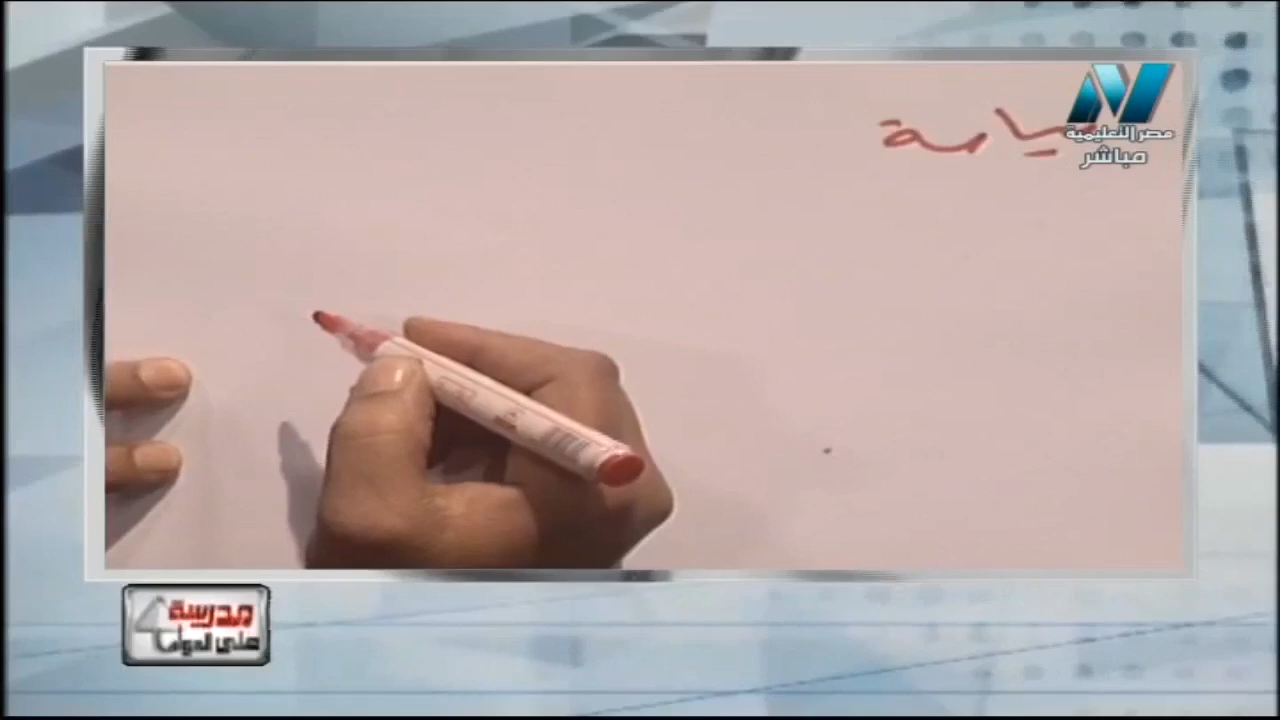 مصر التعليمية
مباشر
مدرسة
على الهواء